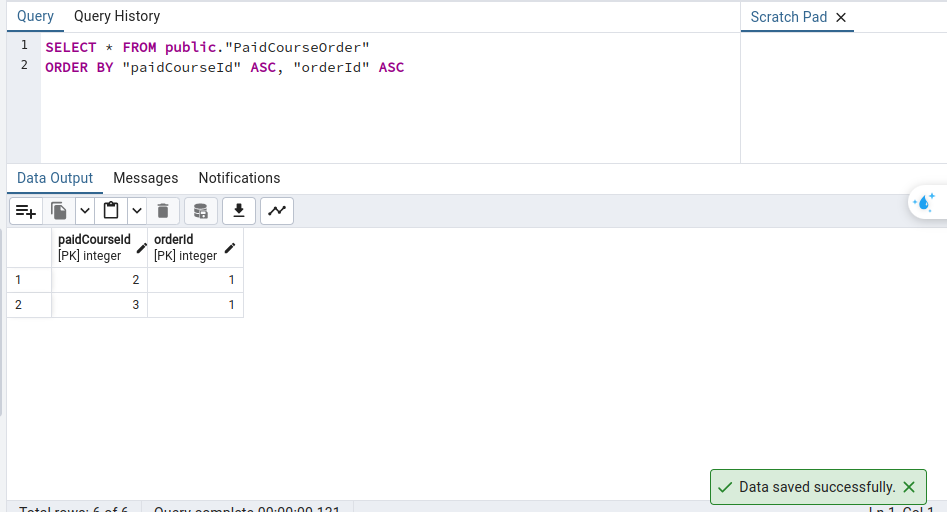 Query Query History Scratch Pad
1 SELECT * FROM public."PaidCourseOrder"
2 ORDER BY "paidCourseId" ASC, "orderId" ASC
Data Output Messages Notifications
paidCourseId orderId
[PK] integer [PK] integer
1 2 1
2 3 1
Data saved successfully.
Total rows: 6 of 6 Query complete 00:00:00.121 Ln 1, Col 1